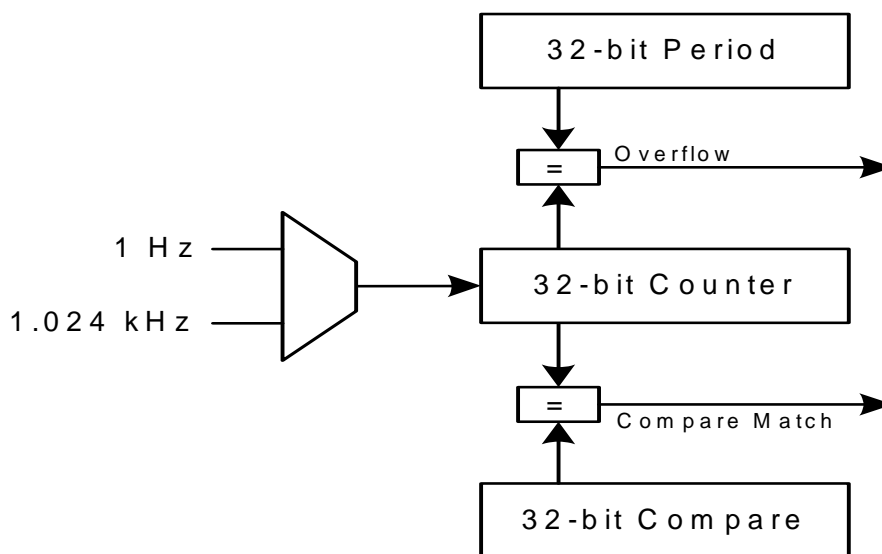 32-bit Period
=
Overflow
1 Hz
32-bit Counter
1.024 kHz
=
Compare Match
32-bit Compare